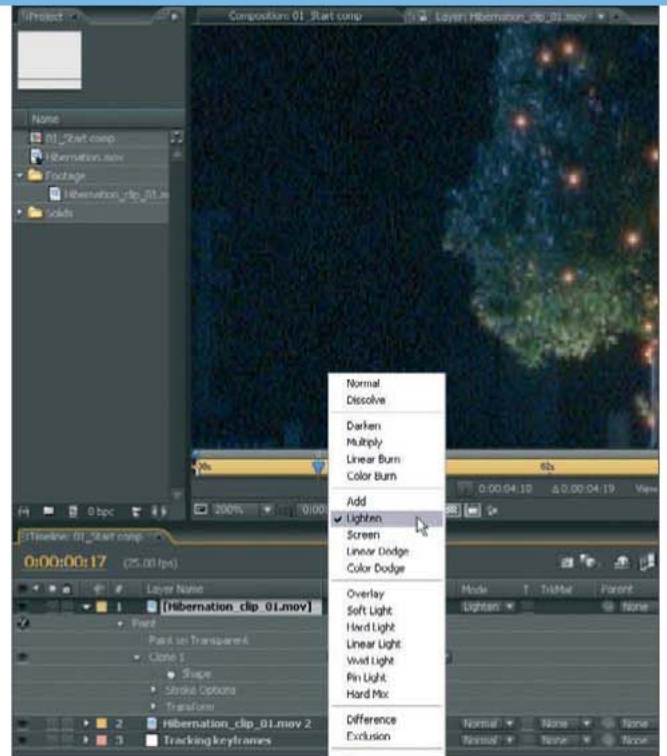 Project
Composition: 01_Start comp
Layer: Hibernation_clip_01.mov
Name
01_Start comp
Hibernation.mov
Footage
Hibernation_clip_01.m
Solids
Normal
Dissolve
Darken
Multiply
Linear Burn
Color Burn
Add
Lighten
Screen
Linear Dodge
Color Dodge
Overlay
Soft Light
Hard Light
Linear Light
Vivid Light
Pin Light
Hard Mix
Difference
Exclusion
02s
0:00:04:10
Δ 0:00:04:19
View
8 bpc
200%
Timeline: 01_Start comp
0:00:00:17
(25.00 fps)
#
Layer Name
Mode
T
TrkMat
Parent
1
[Hibernation_clip_01.mov]
Lighten
None
Paint
Paint on Transparent
Clone 1
Shape
Stroke Options
Transform
2
Hibernation_clip_01.mov 2
Normal
None
None
3
Tracking keyframes
Normal
None
None